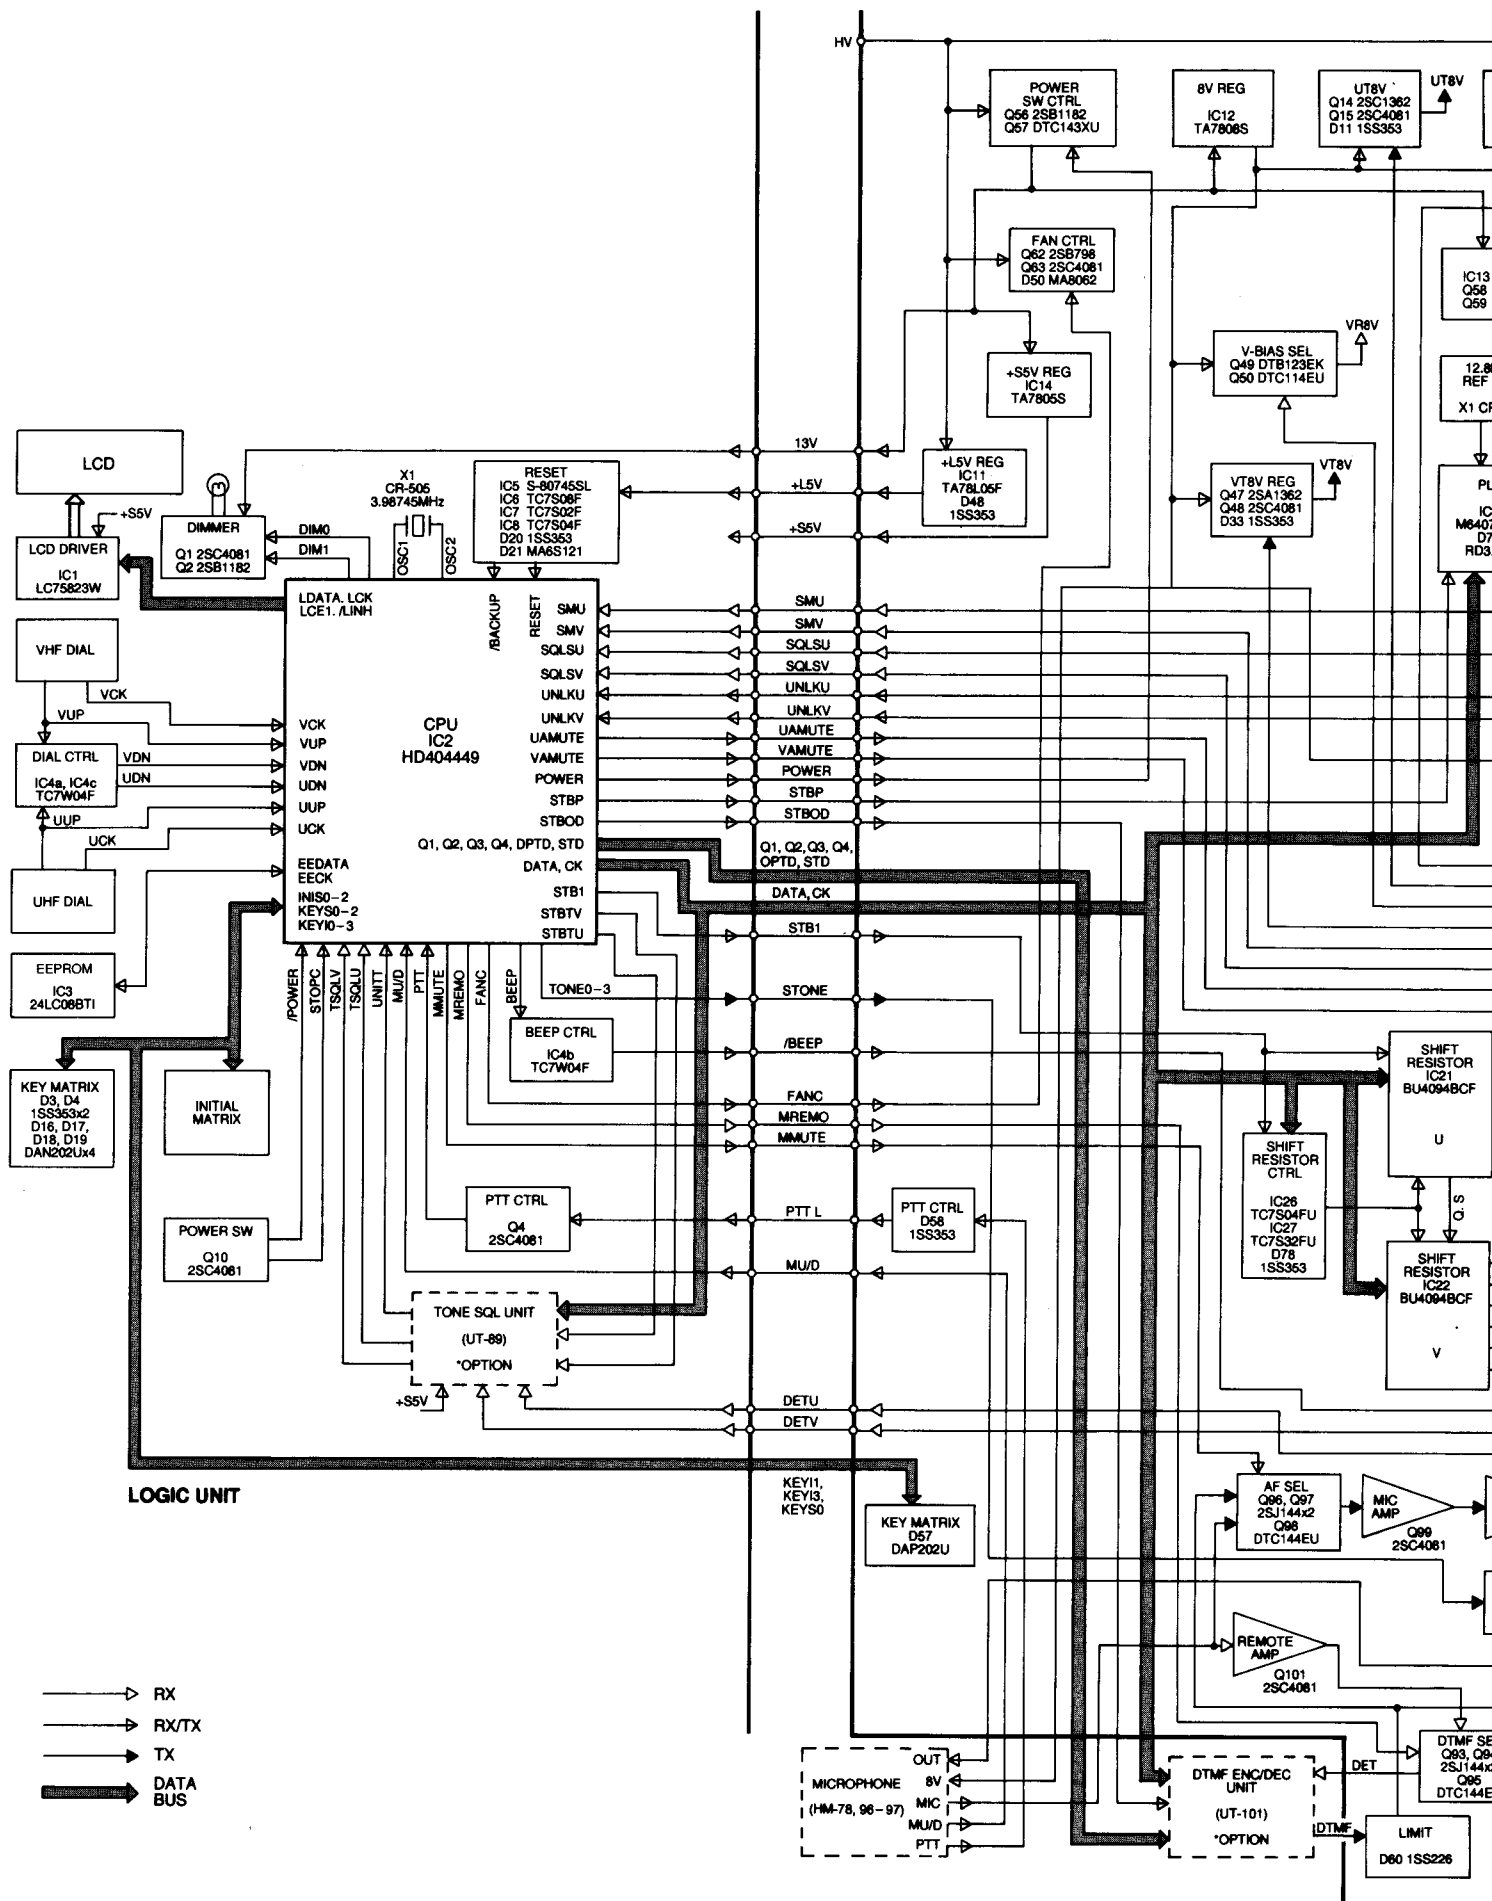 HV
POWER
SW CTRL
Q56 2SB1182
Q57 DTC143XU
8V REG
IC12
TA7808S
UT8V
Q14 2SC1362
Q15 2SC4081
D11 1SS353
UT8V
FAN CTRL
Q62 2SB798
Q63 2SC4081
D50 MA8062
IC13
Q58
Q59
V-BIAS SEL
Q49 DTB123EK
Q50 DTC114EU
VR8V
+S5V REG
IC14
TA7805S
REF
VT8V REG
Q47 2SA1362
Q48 2SC4081
D33 1SS353
VT8V
+L5V REG
IC11
TA78L05F
D48
1SS353
13V
+L5V
+S5V
LCD
+S5V
LCD DRIVER
IC1
LC75823W
DIMMER
Q1 2SC4081
Q2 2SB1182
DIM0
DIM1
X1
CR-505
3.98745MHz
OSC1
OSC2
RESET
IC5 S-80745SL
IC6 TC7S08F
IC7 TC7S02F
IC8 TC7S04F
D20 1SS353
D21 MA6S121
LDATA. LCK
LCE1. /LINH
/BACKUP
RESET
CPU
IC2
HD404449
VHF DIAL
VCK
VUP
DIAL CTRL
IC4a, IC4c
TC7W04F
VDN
UDN
UUP
UCK
UHF DIAL
VCK
VUP
VDN
UDN
UUP
UCK
EEDATA
EECK
INIS0-2
KEYS0-2
KEYI0-3
SMU
SMV
SQLSU
SQLSV
UNLKU
UNLKV
UAMUTE
VAMUTE
POWER
STBP
STBOD
Q1, Q2, Q3, Q4, DPTD, STD
DATA, CK
STB1
STBTV
STBTU
SMU
SMV
SQLSU
SQLSV
UNLKU
UNLKV
UAMUTE
VAMUTE
POWER
STBP
STBOD
Q1, Q2, Q3, Q4,
OPTD, STD
DATA, CK
STB1
EEPROM
IC3
24LC08BTI
/POWER
STOPC
TSQLV
TSQLU
UNITT
MU/D
PTT
MMUTE
MREMO
FANC
BEEP
TONE0-3
STONE
BEEP CTRL
IC4b
TC7W04F
/BEEP
FANC
MREMO
MMUTE
KEY MATRIX
D3, D4
1SS353x2
D16, D17,
D18, D19
DAN202Ux4
INITIAL
MATRIX
POWER SW
Q10
2SC4081
PTT CTRL
Q4
2SC4081
PTT L
PTT CTRL
D58
1SS353
MU/D
TONE SQL UNIT
(UT-89)
*OPTION
+S5V
DETU
DETV
SHIFT
RESISTOR
IC21
BU4094BCF
U
SHIFT
RESISTOR
CTRL
IC26
TC7S04FU
IC27
TC7S32FU
D78
1SS353
Q.S
SHIFT
RESISTOR
IC22
BU4094BCF
V
LOGIC UNIT
KEYI1,
KEYI3,
KEYS0
KEY MATRIX
D57
DAP202U
AF SEL
Q96, Q97
2SJ144x2
Q98
DTC144EU
MIC
AMP
Q99
2SC4081
REMOTE
AMP
Q101
2SC4081
RX
RX/TX
TX
DATA
BUS
MICROPHONE
(HM-78, 96-97)
OUT
8V
MIC
MU/D
PTT
DTMF ENC/DEC
UNIT
(UT-101)
*OPTION
DET
DTMF
Q95
LIMIT
D80 1SS226